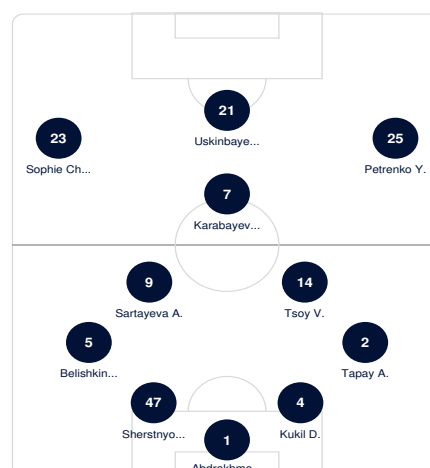 21
Uskinbaye...
23
Sophie Ch...
25
Petrenko Y.
7
Karabayev...
9
Sartayeva A.
14
Tsoy V.
5
Belishkin...
2
Tapay A.
47
Sherstnyo...
4
Kukil D.
1